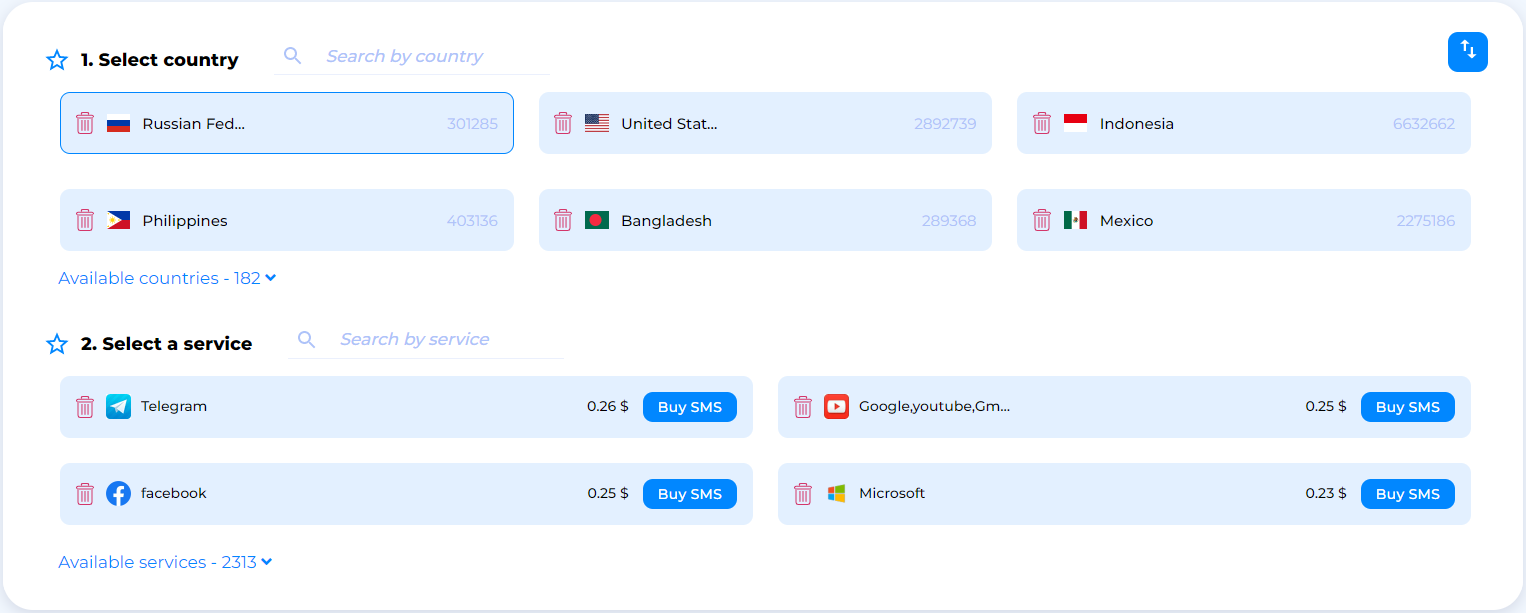 1. Select country
Search by country
Russian Fed... 301285
United Stat... 2892739
Indonesia 6632662
Philippines 403136
Bangladesh 289368
Mexico 2275186
Available countries - 182
2. Select a service
Search by service
Telegram 0.26 $ Buy SMS
Google,youtube,Gm... 0.25 $ Buy SMS
facebook 0.25 $ Buy SMS
Microsoft 0.23 $ Buy SMS
Available services - 2313